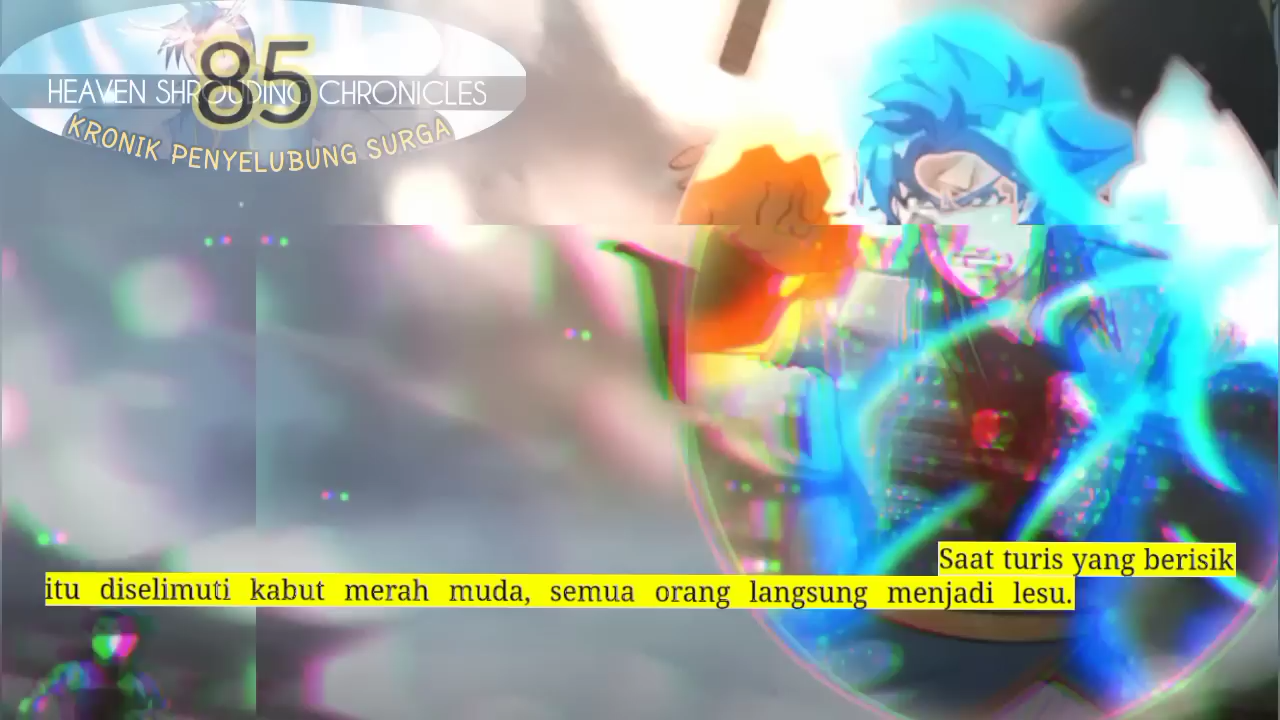 85
HEAVEN SHROUDING CHRONICLES
KRONIK PENYELUBUNG SURGA
Saat turis yang berisik
itu diselimuti kabut merah muda, semua orang langsung menjadi lesu.